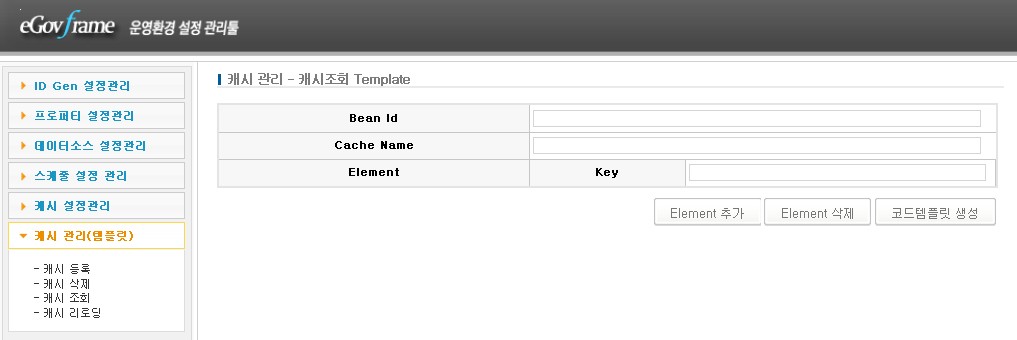 eGovframe 운영환경 설정 관리툴
ID Gen 설정관리
프로퍼티 설정관리
데이터소스 설정관리
스케줄 설정 관리
캐시 설정관리
캐시 관리(템플릿)
- 캐시 등록
- 캐시 삭제
- 캐시 조회
- 캐시 리로딩
캐시 관리 - 캐시조회 Template
Bean Id
Cache Name
Element Key
Element 추가 Element 삭제 코드템플릿 생성